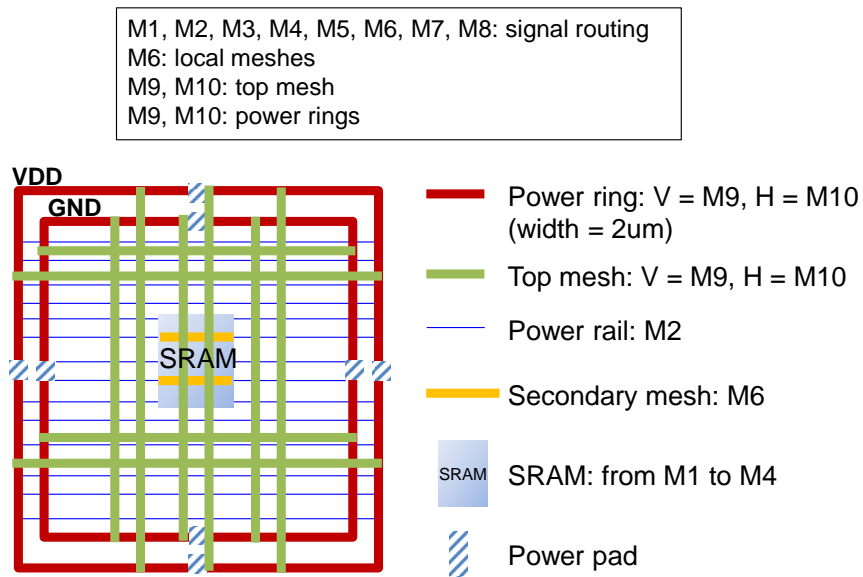 M1, M2, M3, M4, M5, M6, M7, M8: signal routing
M6: local meshes
M9, M10: top mesh
M9, M10: power rings
VDD
GND
SRAM
Power ring: V = M9, H = M10
(width = 2um)
Top mesh: V = M9, H = M10
Power rail: M2
Secondary mesh: M6
SRAM
SRAM: from M1 to M4
Power pad